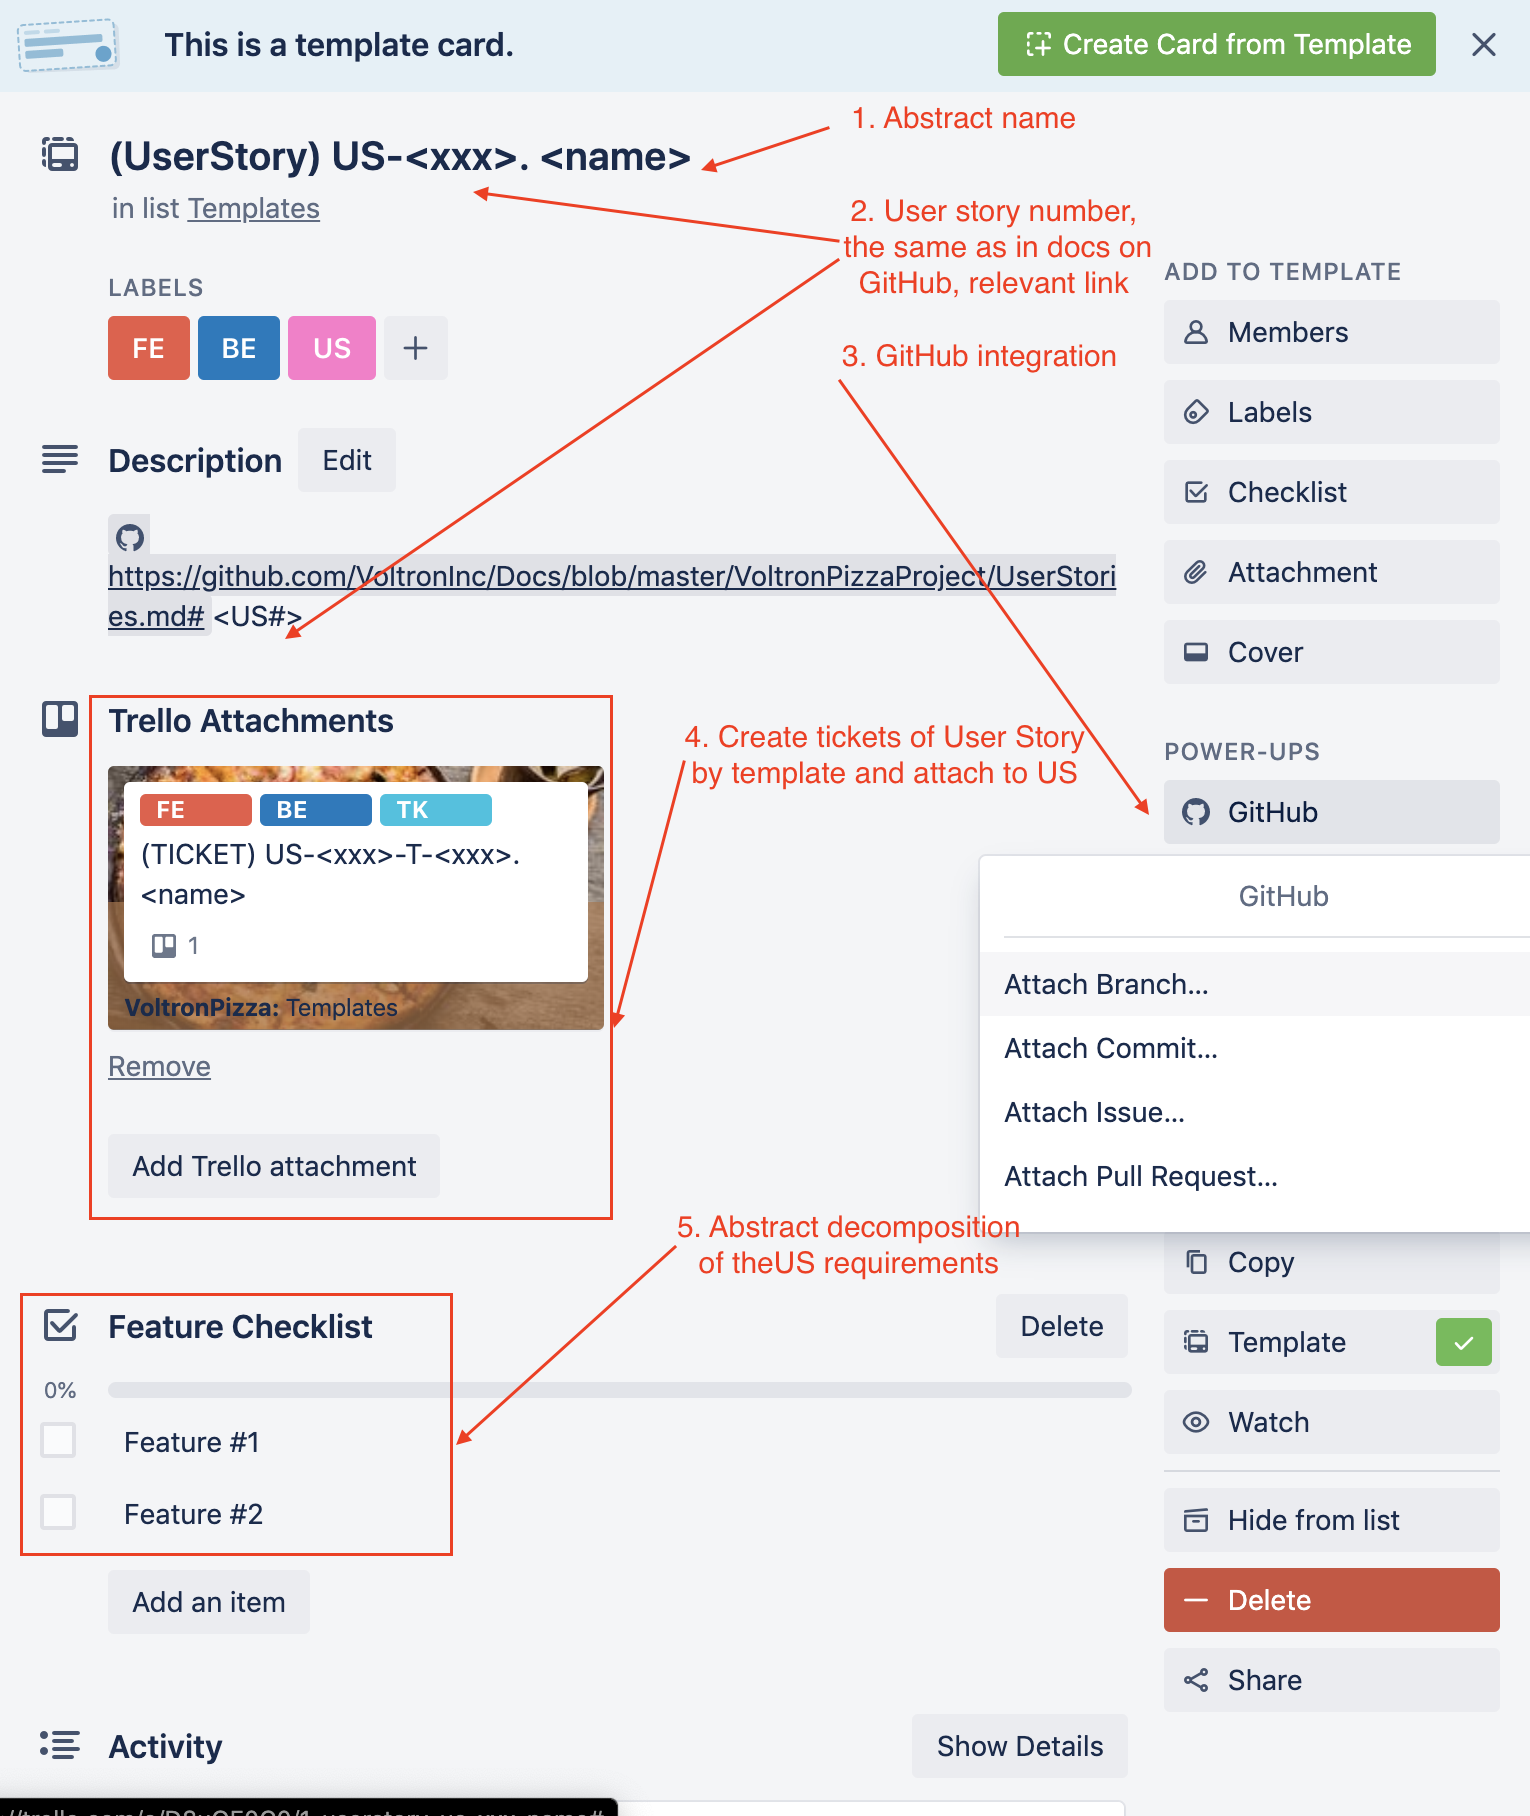 This is a template card.
Create Card from Template
1. Abstract name
(UserStory) US-<xxx>. <name>
in list Templates
2. User story number,
the same as in docs on
GitHub, relevant link
ADD TO TEMPLATE
LABELS
FE BE US
Members
3. GitHub integration
Labels
Description Edit
Checklist
https://github.com/VoltronInc/Docs/blob/master/VoltronPizzaProject/UserStori
es.md# <US#>
Attachment
Cover
Trello Attachments
4. Create tickets of User Story
by template and attach to US
POWER-UPS
GitHub
FE BE TK
(TICKET) US-<xxx>-T-<xxx>.
<name>
1
VoltronPizza: Templates
Remove
Add Trello attachment
GitHub
Attach Branch...
Attach Commit...
Attach Issue...
Attach Pull Request...
5. Abstract decomposition
of theUS requirements
Copy
Feature Checklist
Delete
Template
0%
Watch
Feature #1
Feature #2
Hide from list
Add an item
Delete
Share
Activity
Show Details